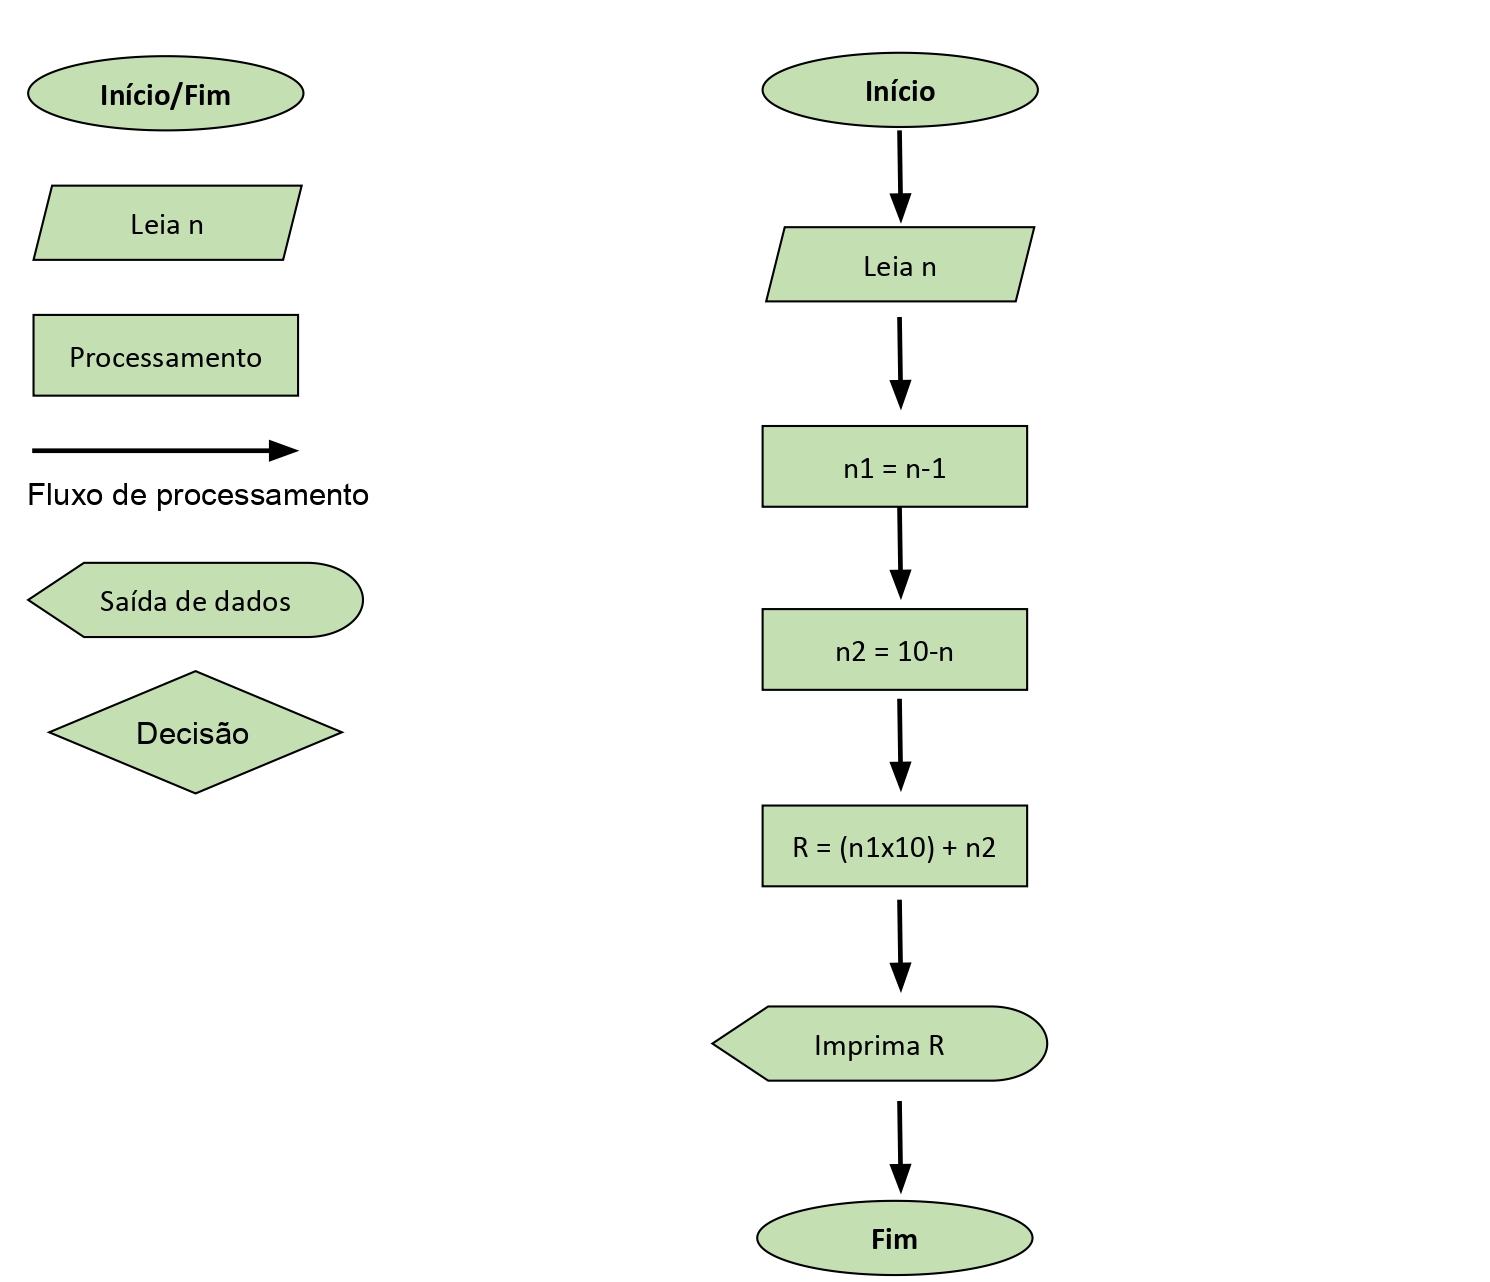 Início/Fim
Leia n
Processamento
Fluxo de processamento
Saída de dados
Decisão
Início
Leia n
n1 = n-1
n2 = 10-n
R = (n1x10) + n2
Imprima R
Fim